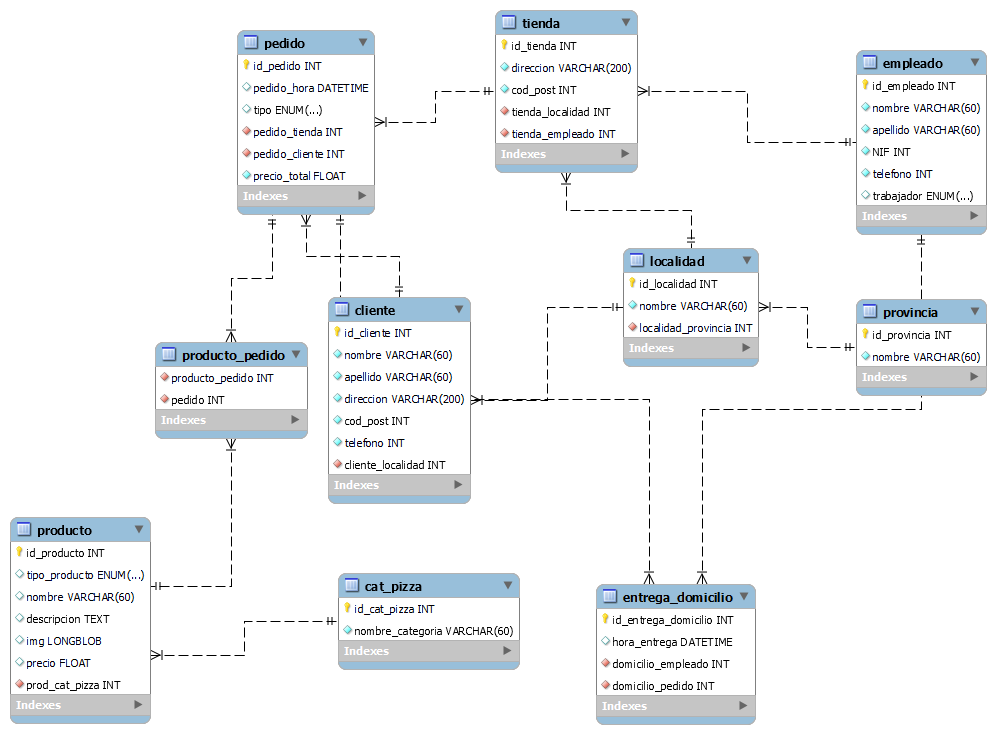 pedido
id_pedido INT
pedido_hora DATETIME
tipo ENUM(...)
pedido_tienda INT
pedido_cliente INT
precio_total FLOAT
Indexes
tienda
id_tienda INT
direccion VARCHAR(200)
cod_post INT
tienda_localidad INT
tienda_empleado INT
Indexes
empleado
id_empleado INT
nombre VARCHAR(60)
apellido VARCHAR(60)
NIF INT
telefono INT
trabajador ENUM(...)
Indexes
localidad
id_localidad INT
nombre VARCHAR(60)
localidad_provincia INT
Indexes
provincia
id_provincia INT
nombre VARCHAR(60)
Indexes
cliente
id_cliente INT
nombre VARCHAR(60)
apellido VARCHAR(60)
direccion VARCHAR(200)
cod_post INT
telefono INT
cliente_localidad INT
Indexes
producto_pedido
producto_pedido INT
pedido INT
Indexes
producto
id_producto INT
tipo_producto ENUM(...)
nombre VARCHAR(60)
descripcion TEXT
img LONGBLOB
precio FLOAT
prod_cat_pizza INT
Indexes
cat_pizza
id_cat_pizza INT
nombre_categoria VARCHAR(60)
Indexes
entrega_domicilio
id_entrega_domicilio INT
hora_entrega DATETIME
domicilio_empleado INT
domicilio_pedido INT
Indexes